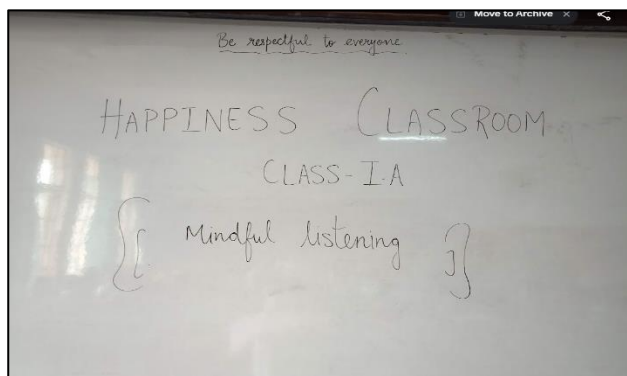 Move to Archive
Be respectful to everyone
HAPPINESS CLASSROOM
CLASS-I.A
{[ Mindful listening ]}